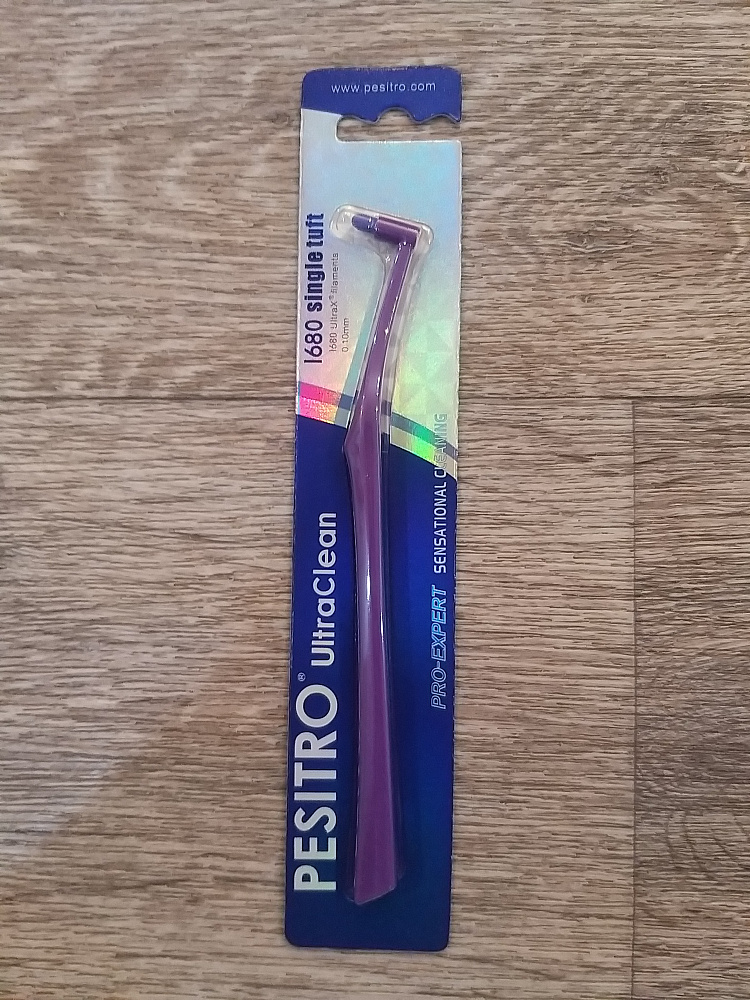 www.pesitro.com
1680 single tuft
1680 UltraX® filaments
0.10mm
PESITRO® UltraClean
PRO-EXPERT SENSATIONAL CLEANING